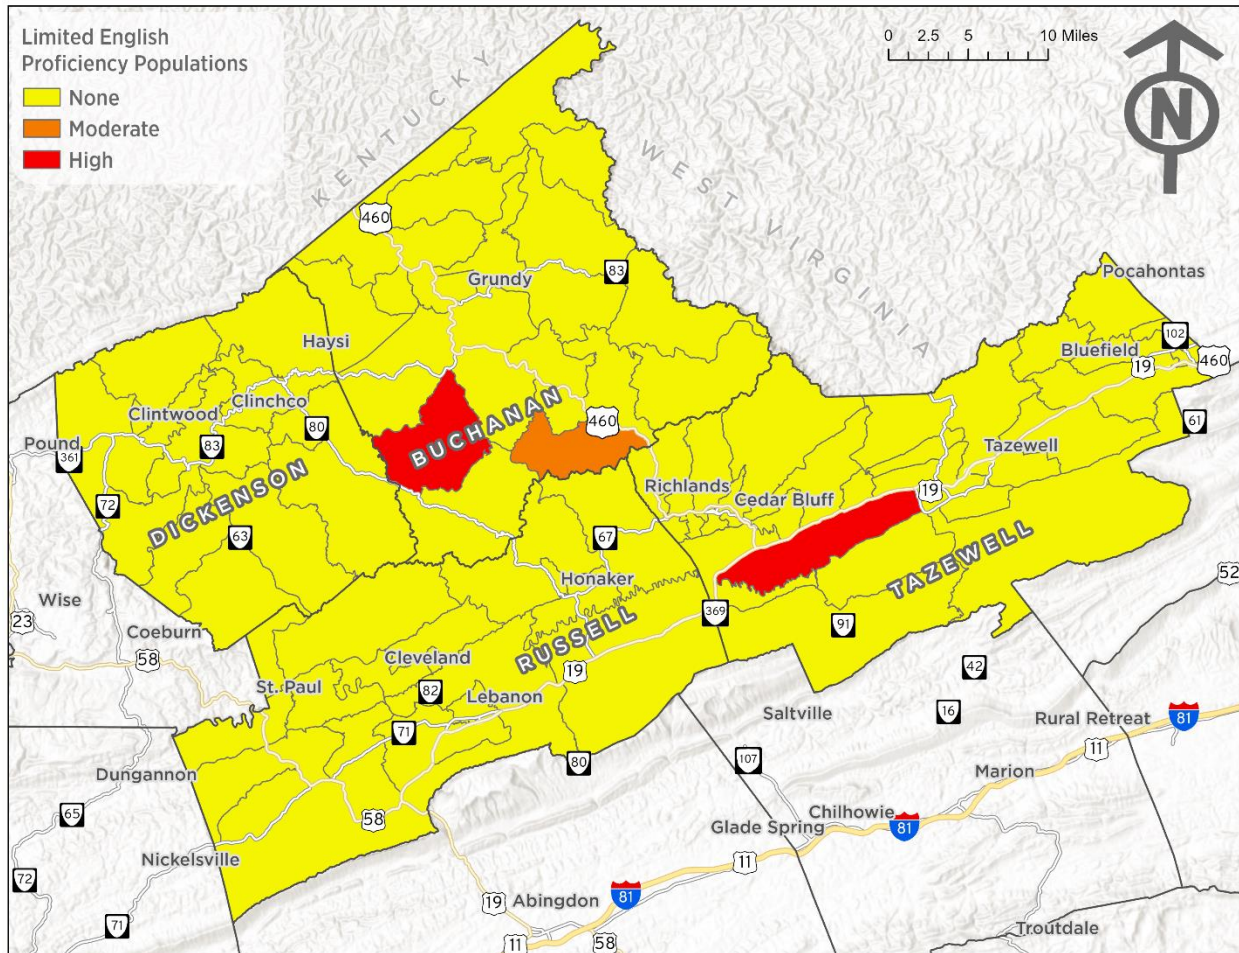 Limited English
Proficiency Populations
None
Moderate
High
0 2.5 5 10 Miles
N
KENTUCKY
WEST VIRGINIA
460
Grundy
83
Pocahontas
102
Bluefield
19
460
Haysi
61
Clintwood
Clinchco
80
83
BUCHANAN
460
Tazewell
Pound
361
72
DICKENSON
63
Richlands
Cedar Bluff
19
67
Honaker
TAZEWELL
RUSSELL
369
91
52
Wise
23
Coeburn
58
Cleveland
19
42
St. Paul
82
Lebanon
71
Saltville
16
Rural Retreat
81
11
Dungannon
80
107
Marion
65
58
Chilhowie
81
Glade Spring
11
Nickelsville
72
71
19
Abingdon
81
11
58
Troutdale